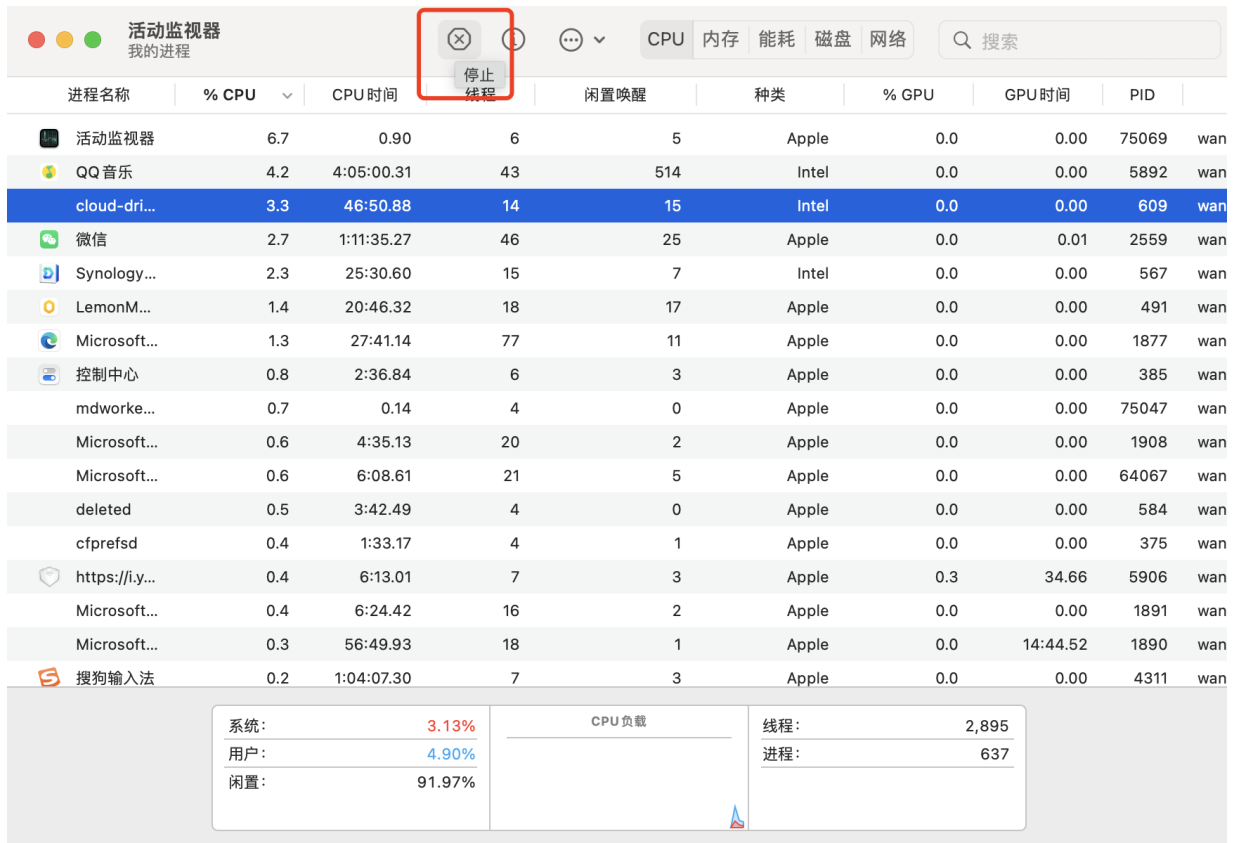 活动监视器
我的进程
停止
CPU 内存 能耗 磁盘 网络 搜索
进程名称 % CPU CPU时间 线程 闲置唤醒 种类 % GPU GPU时间 PID
活动监视器 6.7 0.90 6 5 Apple 0.0 0.00 75069 wan
QQ音乐 4.2 4:05:00.31 43 514 Intel 0.0 0.00 5892 wan
cloud-dri... 3.3 46:50.88 14 15 Intel 0.0 0.00 609 wan
微信 2.7 1:11:35.27 46 25 Apple 0.0 0.01 2559 wan
Synology... 2.3 25:30.60 15 7 Intel 0.0 0.00 567 wan
LemonM... 1.4 20:46.32 18 17 Apple 0.0 0.00 491 wan
Microsoft... 1.3 27:41.14 77 11 Apple 0.0 0.00 1877 wan
控制中心 0.8 2:36.84 6 3 Apple 0.0 0.00 385 wan
mdworke... 0.7 0.14 4 0 Apple 0.0 0.00 75047 wan
Microsoft... 0.6 4:35.13 20 2 Apple 0.0 0.00 1908 wan
Microsoft... 0.6 6:08.61 21 5 Apple 0.0 0.00 64067 wan
deleted 0.5 3:42.49 4 0 Apple 0.0 0.00 584 wan
cfprefsd 0.4 1:33.17 4 1 Apple 0.0 0.00 375 wan
https://i.y... 0.4 6:13.01 7 3 Apple 0.3 34.66 5906 wan
Microsoft... 0.4 6:24.42 16 2 Apple 0.0 0.00 1891 wan
Microsoft... 0.3 56:49.93 18 1 Apple 0.0 14:44.52 1890 wan
搜狗输入法 0.2 1:04:07.30 7 3 Apple 0.0 0.00 4311 wan
系统: 3.13%
用户: 4.90%
闲置: 91.97%
CPU负载
线程: 2,895
进程: 637